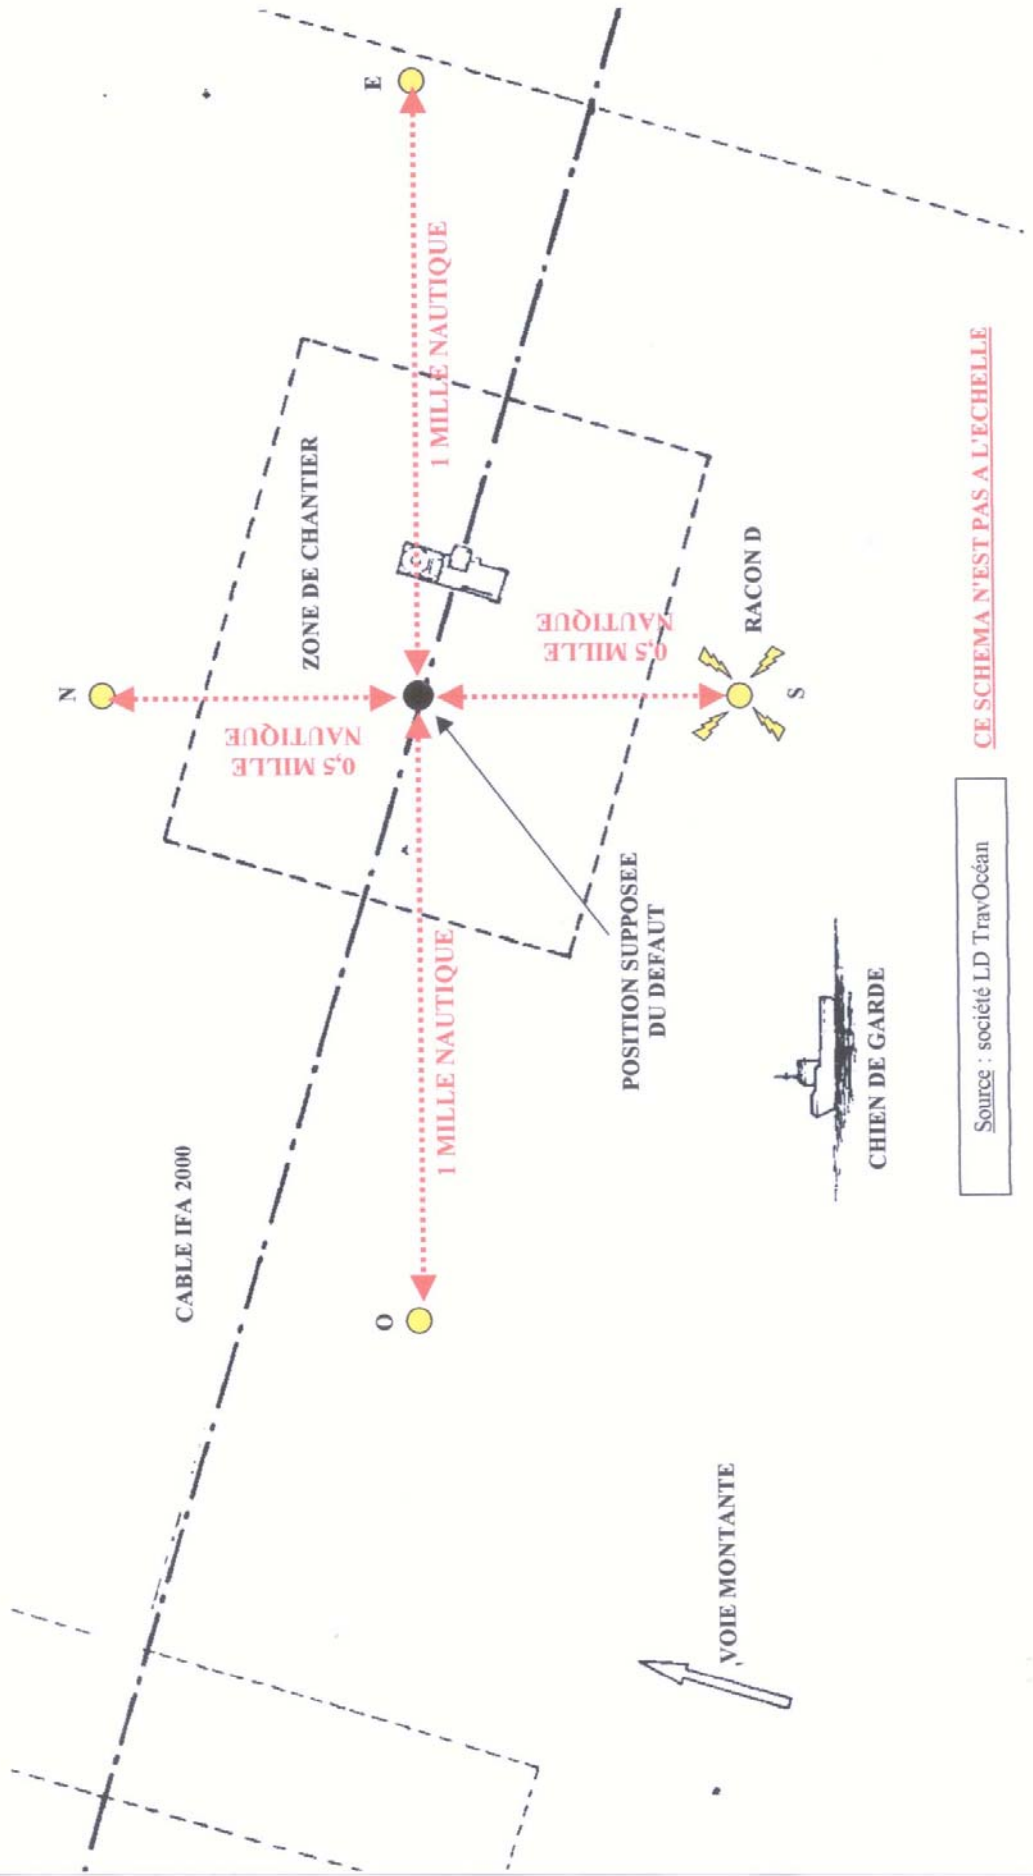 CABLE IFA 2000
N
ZONE DE CHANTIER
E
0,5 MILLE
NAUTIQUE
1 MILLE NAUTIQUE
O
1 MILLE NAUTIQUE
0,5 MILLE
NAUTIQUE
POSITION SUPPOSEE
DU DEFAUT
RACON D
S
VOIE MONTANTE
CHIEN DE GARDE
CE SCHEMA N'EST PAS A L'ECHELLE
Source : société LD TravOcéan